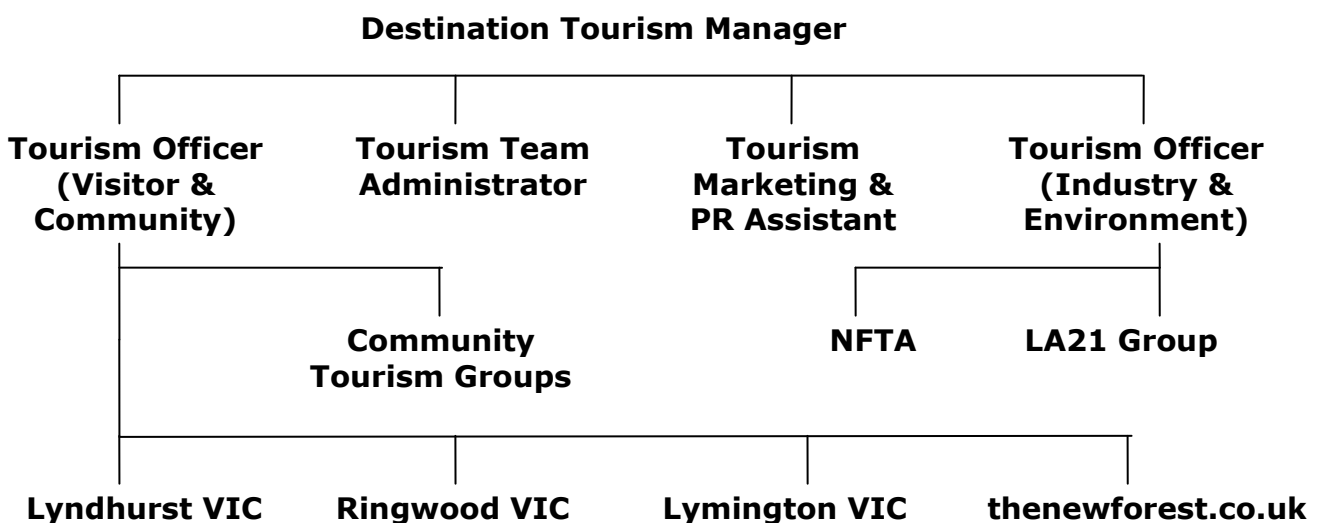 Destination Tourism Manager
Tourism Officer
(Visitor &
Community)
Tourism Team
Administrator
Tourism
Marketing &
PR Assistant
Tourism Officer
(Industry &
Environment)
Community
Tourism Groups
NFTA
LA21 Group
Lyndhurst VIC
Ringwood VIC
Lymington VIC
thenewforest.co.uk